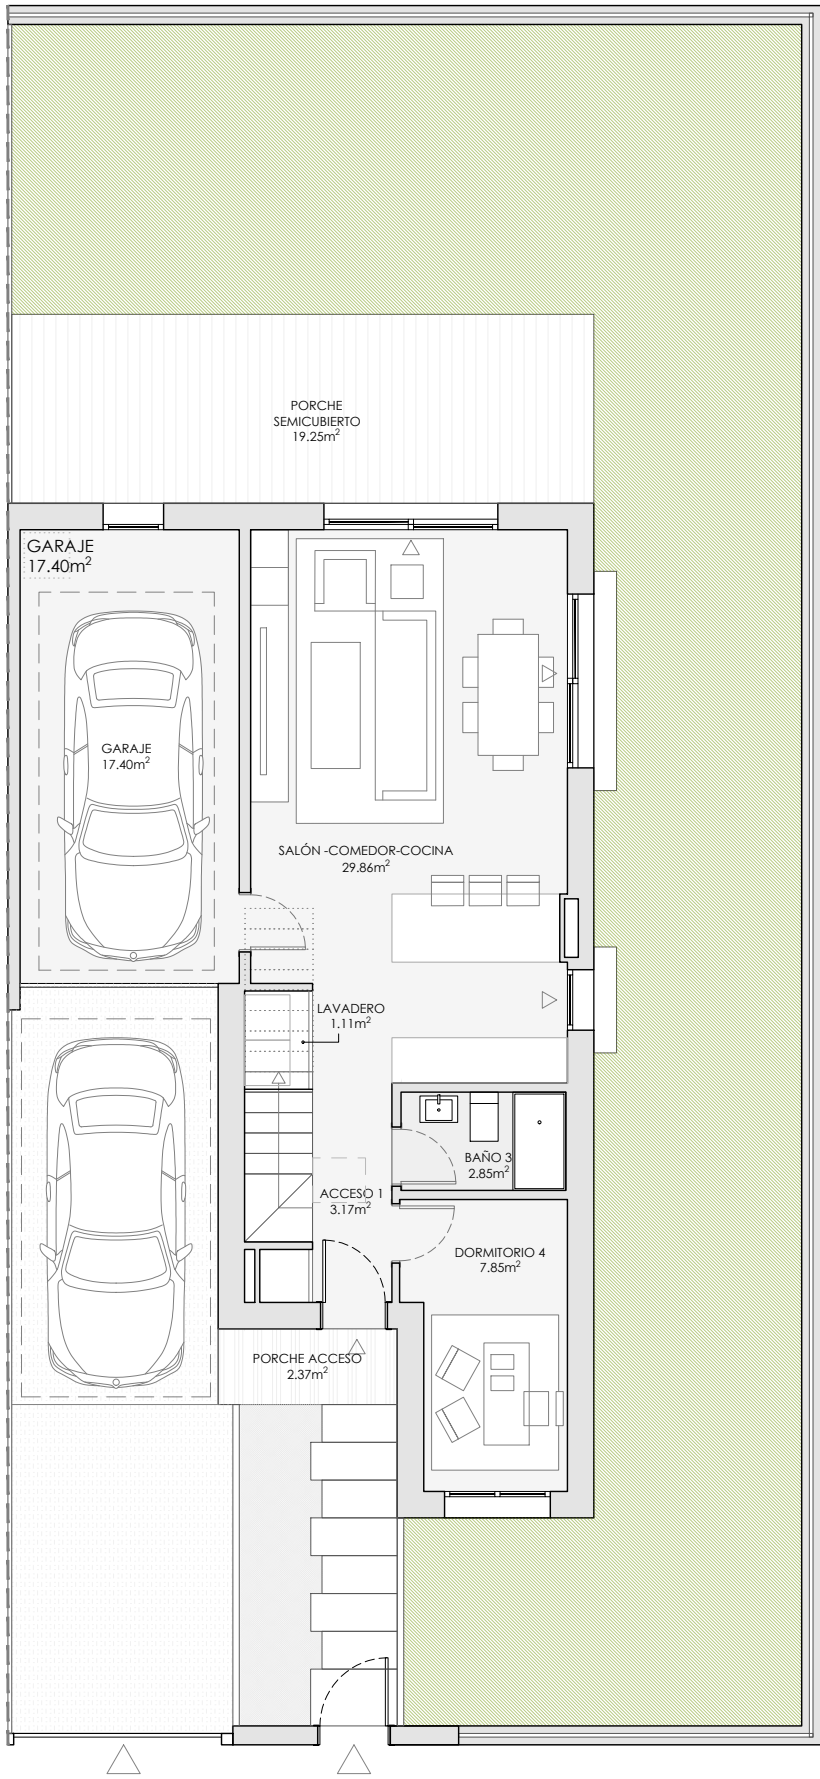 PORCHE
SEMICUBIERTO
19.25m²
GARAJE
17.40m²
GARAJE
17.40m²
SALÓN -COMEDOR-COCINA
29.86m²
LAVADERO
1.11m²
BAÑO 3
2.85m²
ACCESO 1
3.17m²
DORMITORIO 4
7.85m²
PORCHE ACCESO
2.37m²